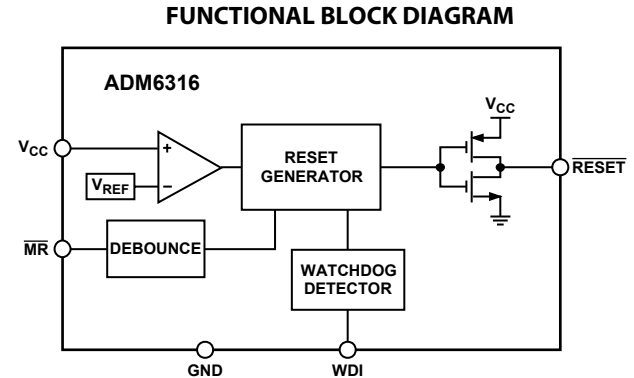 FUNCTIONAL BLOCK DIAGRAM
ADM6316
VCC
VCC
+
RESET
GENERATOR
RESET
VREF
−
MR
DEBOUNCE
WATCHDOG
DETECTOR
GND
WDI